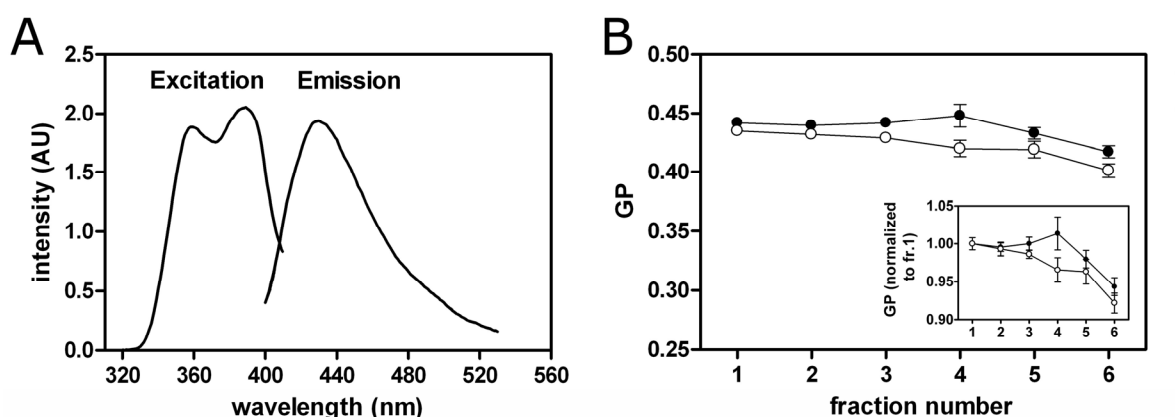 A
2.5
2.0
1.5
1.0
0.5
0.0
intensity (AU)
Excitation Emission
320 360 400 440 480 520 560
wavelength (nm)
B
0.50
0.45
0.40
0.35
0.30
0.25
GP
1 2 3 4 5 6
fraction number
1.05
1.00
0.95
0.90
GP (normalized
to fr.1)
1 2 3 4 5 6